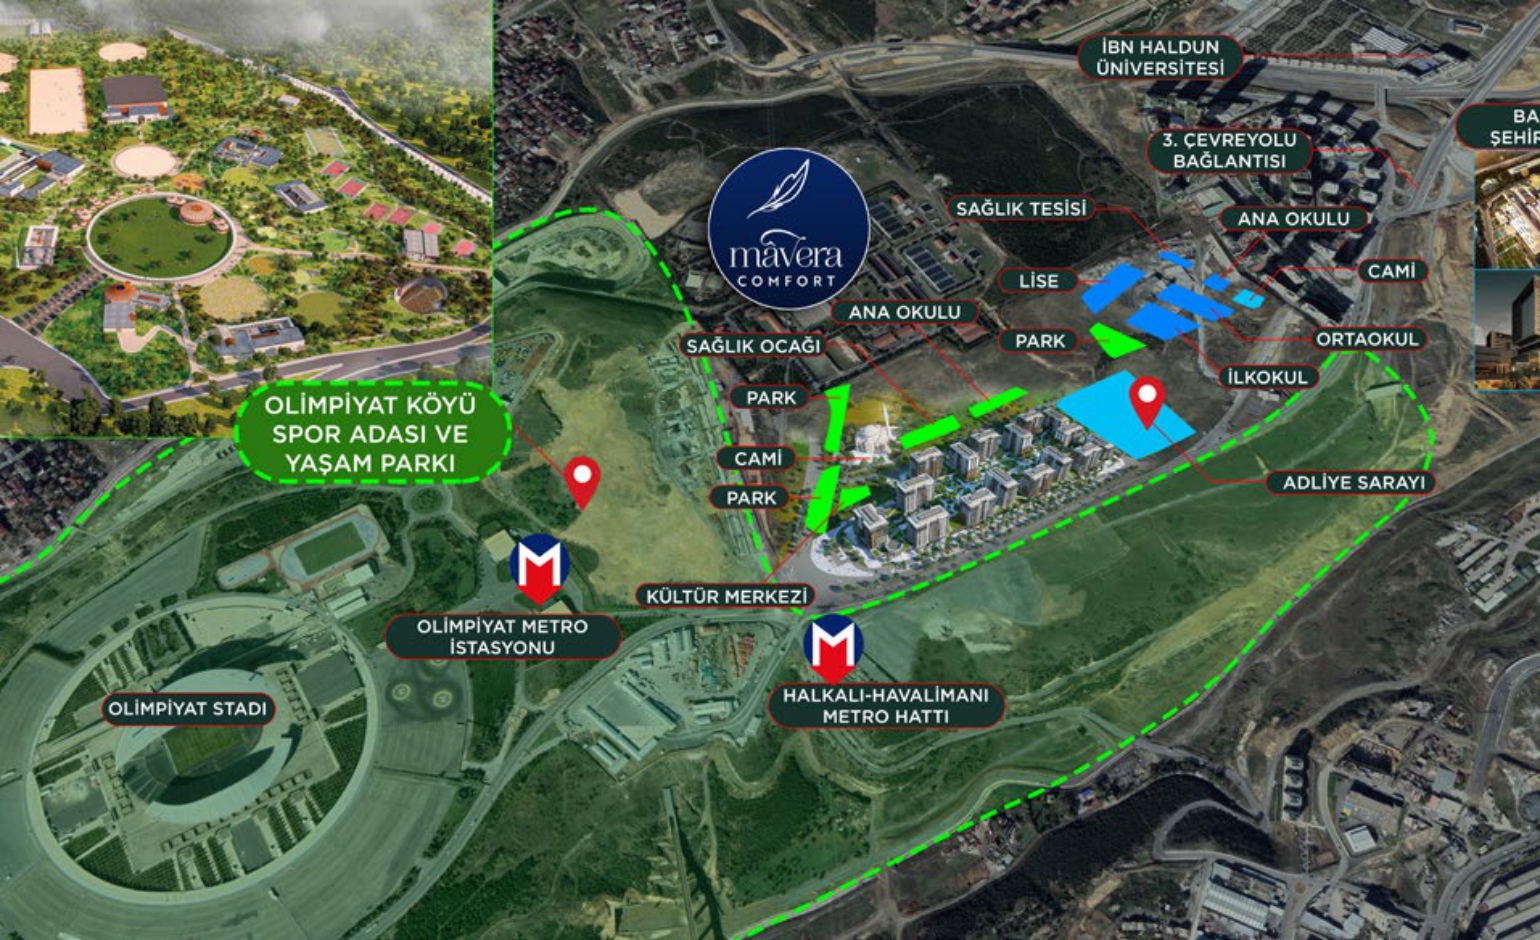 İBN HALDUN
ÜNİVERSİTESİ
BA
ŞEHİR
3. ÇEVREYOLU
BAĞLANTISI
mâvera
COMFORT
SAĞLIK TESİSİ
ANA OKULU
LİSE
CAMİ
ANA OKULU
SAĞLIK OCAĞI
PARK
ORTAOKUL
İLKOKUL
PARK
OLİMPİYAT KÖYÜ
SPOR ADASI VE
YAŞAM PARKI
CAMİ
PARK
ADLİYE SARAYI
KÜLTÜR MERKEZİ
OLİMPİYAT METRO
İSTASYONU
HALKALI-HAVALİMANI
METRO HATTI
OLİMPİYAT STADI